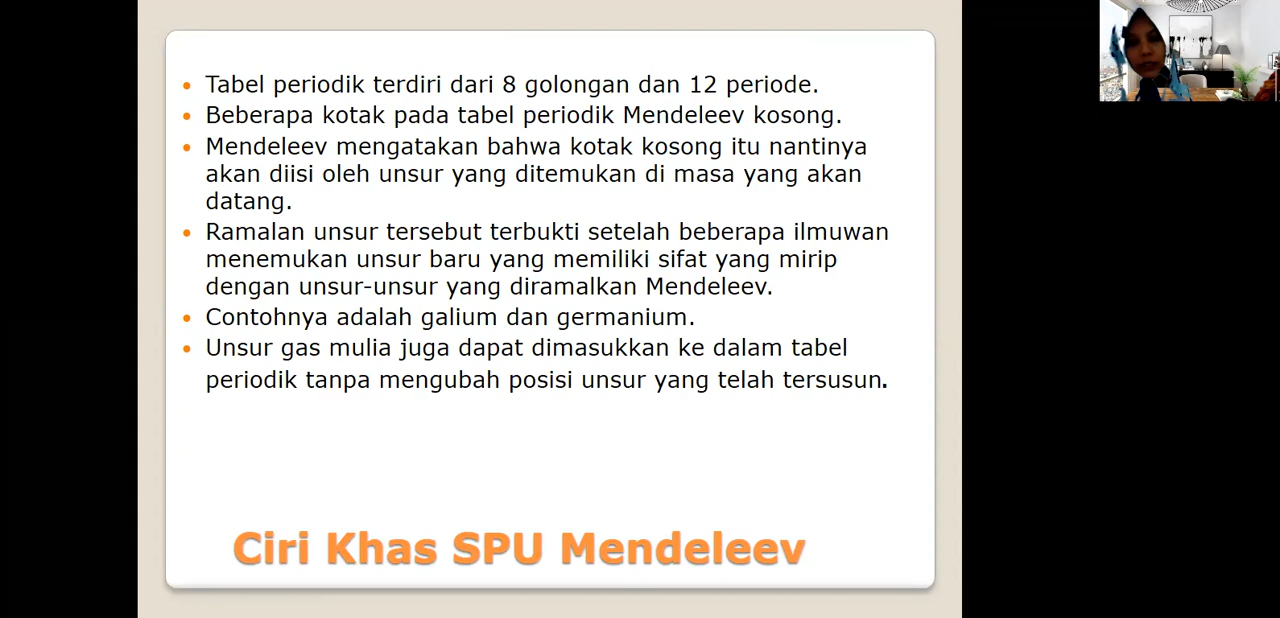 Tabel periodik terdiri dari 8 golongan dan 12 periode.
Beberapa kotak pada tabel periodik Mendeleev kosong.
Mendeleev mengatakan bahwa kotak kosong itu nantinya
akan diisi oleh unsur yang ditemukan di masa yang akan
datang.
Ramalan unsur tersebut terbukti setelah beberapa ilmuwan
menemukan unsur baru yang memiliki sifat yang mirip
dengan unsur-unsur yang diramalkan Mendeleev.
Contohnya adalah galium dan germanium.
Unsur gas mulia juga dapat dimasukkan ke dalam tabel
periodik tanpa mengubah posisi unsur yang telah tersusun.
Ciri Khas SPU Mendeleev